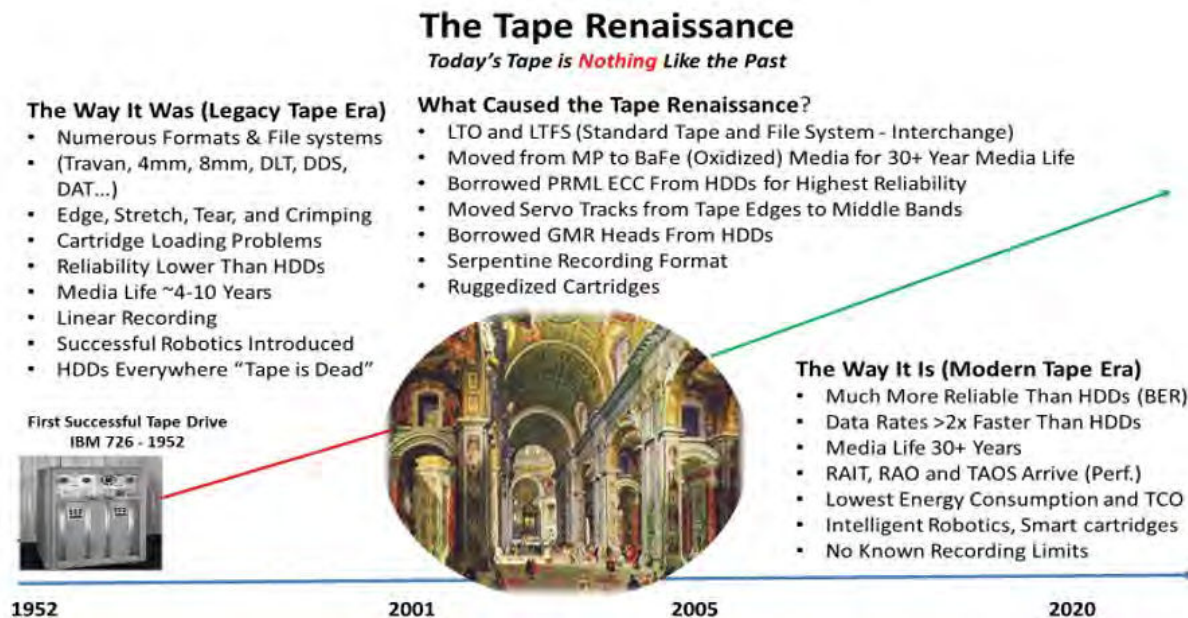 The Tape Renaissance
Today's Tape is Nothing Like the Past
The Way It Was (Legacy Tape Era)
• Numerous Formats & File systems
• (Travan, 4mm, 8mm, DLT, DDS,
DAT...)
• Edge, Stretch, Tear, and Crimping
• Cartridge Loading Problems
• Reliability Lower Than HDDs
• Media Life ~4-10 Years
• Linear Recording
• Successful Robotics Introduced
• HDDs Everywhere "Tape is Dead"
What Caused the Tape Renaissance?
• LTO and LTFS (Standard Tape and File System - Interchange)
• Moved from MP to BaFe (Oxidized) Media for 30+ Year Media Life
• Borrowed PRML ECC From HDDs for Highest Reliability
• Moved Servo Tracks from Tape Edges to Middle Bands
• Borrowed GMR Heads From HDDs
• Serpentine Recording Format
• Ruggedized Cartridges
First Successful Tape Drive
IBM 726 - 1952
The Way It Is (Modern Tape Era)
• Much More Reliable Than HDDs (BER)
• Data Rates >2x Faster Than HDDs
• Media Life 30+ Years
• RAIT, RAO and TAOS Arrive (Perf.)
• Lowest Energy Consumption and TCO
• Intelligent Robotics, Smart cartridges
• No Known Recording Limits
1952
2001
2005
2020